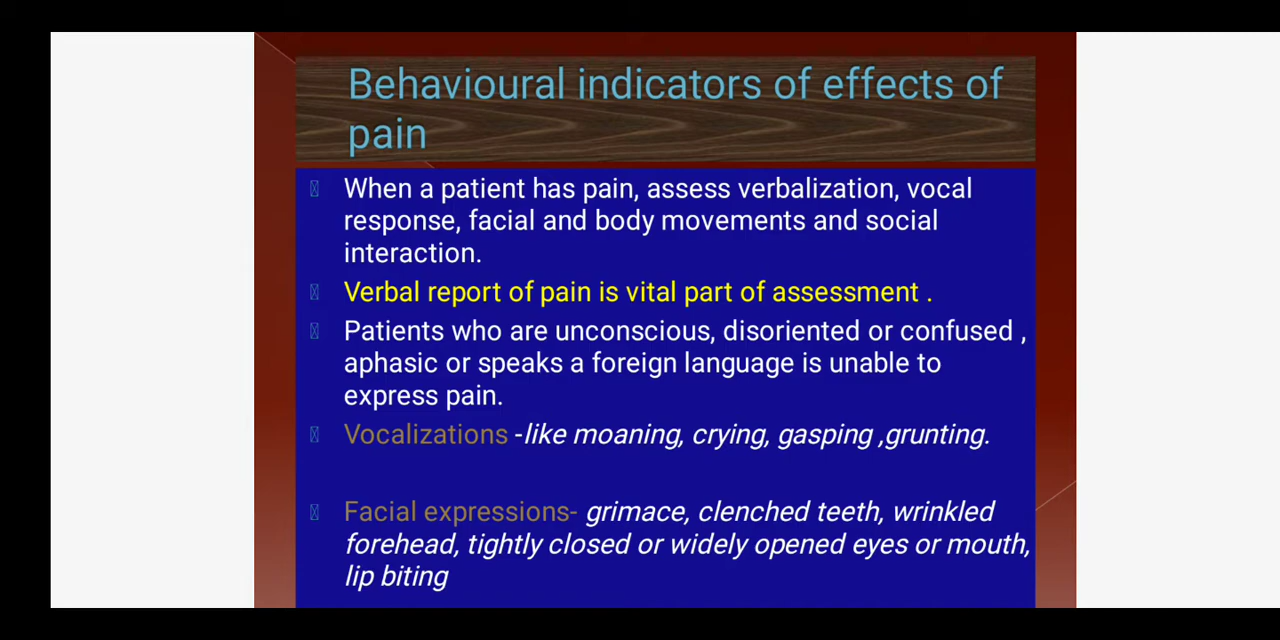 Behavioural indicators of effects of
pain
When a patient has pain, assess verbalization, vocal
response, facial and body movements and social
interaction.
Verbal report of pain is vital part of assessment .
Patients who are unconscious, disoriented or confused ,
aphasic or speaks a foreign language is unable to
express pain.
Vocalizations -like moaning, crying, gasping ,grunting.
Facial expressions- grimace, clenched teeth, wrinkled
forehead, tightly closed or widely opened eyes or mouth,
lip biting